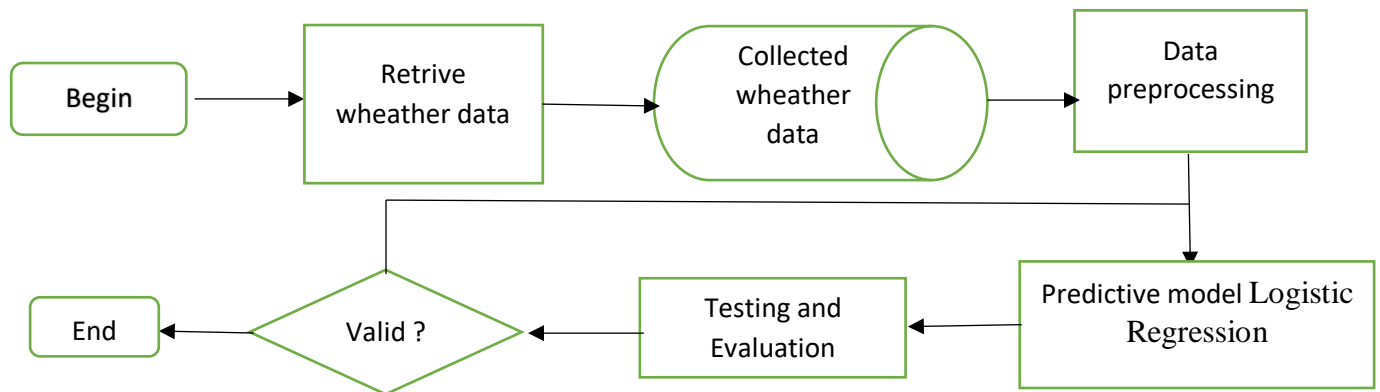 Begin
Retrive
wheather data
Collected
wheather
data
Data
preprocessing
Predictive model Logistic
Regression
Testing and
Evaluation
Valid ?
End